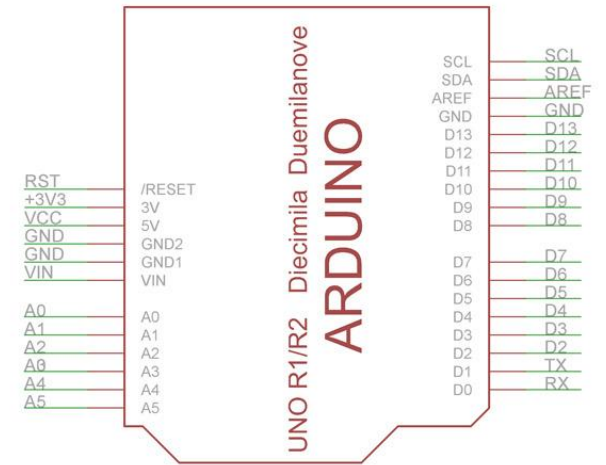 RST
+3V3
VCC
GND
GND
VIN
A0
A1
A2
A3
A4
A5
/RESET
3V
5V
GND2
GND1
VIN
A0
A1
A2
A3
A4
A5
UNO R1/R2 Diecimila Duemilanove
ARDUINO
SCL
SDA
AREF
GND
D13
D12
D11
D10
D9
D8
D7
D6
D5
D4
D3
D2
D1
D0
SCL
SDA
AREF
GND
D13
D12
D11
D10
D9
D8
D7
D6
D5
D4
D3
D2
TX
RX